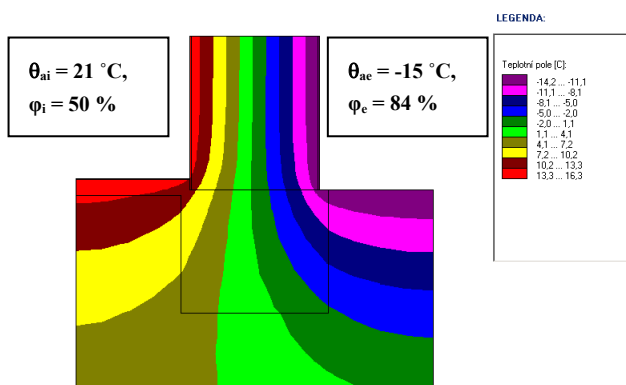 LEGENDA:
θai = 21 ˚C,
φi = 50 %
θae = -15 ˚C,
φe = 84 %
Teplotní pole [C]:
-14,2 ... -11,1
-11,1 ... -8,1
-8,1 ... -5,0
-5,0 ... -2,0
-2,0 ... 1,1
1,1 ... 4,1
4,1 ... 7,2
7,2 ... 10,2
10,2 ... 13,3
13,3 ... 16,3